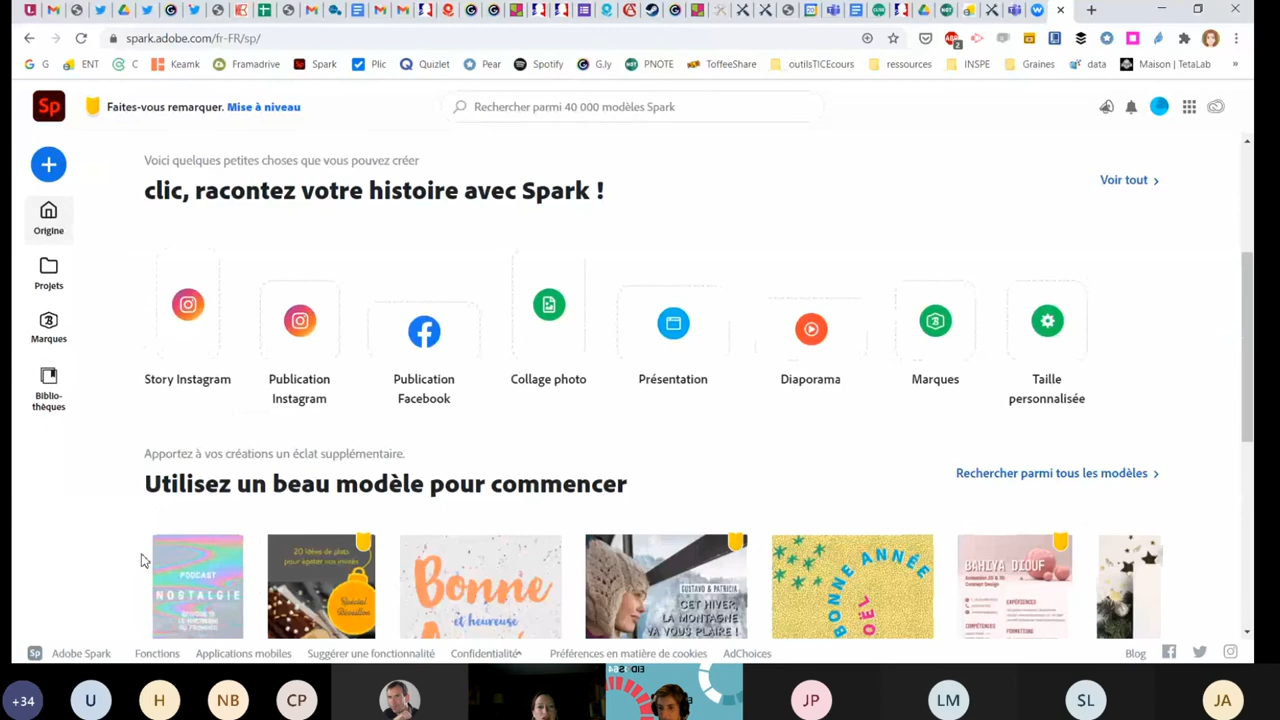 spark.adobe.com/fr-FR/sp/
G
ENT
C
Keamk
Framadrive
Spark
Plic
Quizlet
Pear
Spotify
G.ly
PNOTE
ToffeeShare
outilsTICEcours
ressources
INSPE
Graines
data
Maison | TetaLab
»
Sp
Faites-vous remarquer. Mise à niveau
Rechercher parmi 40 000 modèles Spark
Origine
Projets
Marques
Biblio-
thèques
Voici quelques petites choses que vous pouvez créer
clic, racontez votre histoire avec Spark !
Voir tout
Story Instagram
Publication
Instagram
Publication
Facebook
Collage photo
Présentation
Diaporama
Marques
Taille
personnalisée
Apportez à vos créations un éclat supplémentaire.
Utilisez un beau modèle pour commencer
Rechercher parmi tous les modèles
PODCAST
NOSTALGIE
20 idées de plats
pour épater vos invités
Spécial
Réveillon
Bonne
et heureuse
GUSTAVO & PATRICIA
CET HIVER,
LA MONTAGNE
VA VOUS PLAIRE !
BONNE ANNÉE
NOËL
BAHIYA DIOUF
EXPÉRIENCES
COMPÉTENCES
FORMATIONS
Sp
Adobe Spark
Fonctions
Applications mobiles
Suggérer une fonctionnalité
Confidentialité
Préférences en matière de cookies
AdChoices
Blog
+34
U
H
NB
CP
JP
LM
SL
JA